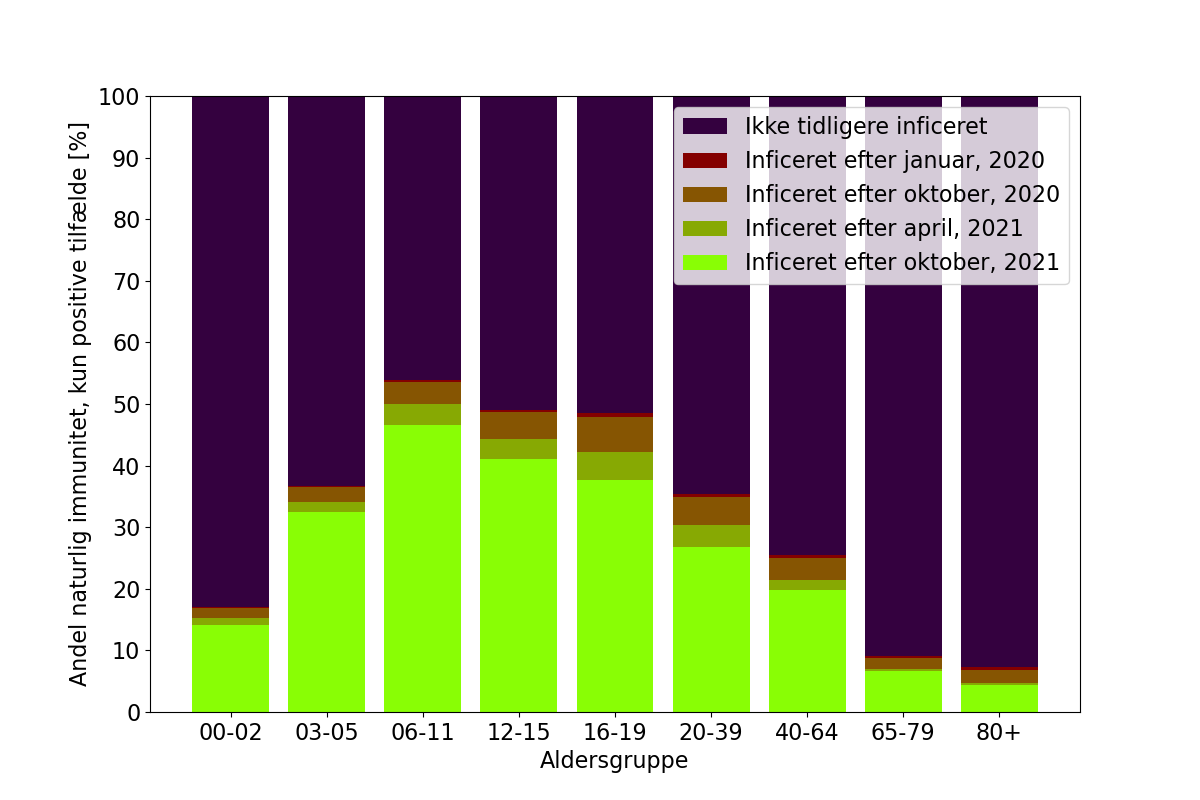 Andel naturlig immunitet, kun positive tilfælde [%]
100
90
80
70
60
50
40
30
20
10
0
Ikke tidligere inficeret
Inficeret efter januar, 2020
Inficeret efter oktober, 2020
Inficeret efter april, 2021
Inficeret efter oktober, 2021
00-02 03-05 06-11 12-15 16-19 20-39 40-64 65-79 80+
Aldersgruppe